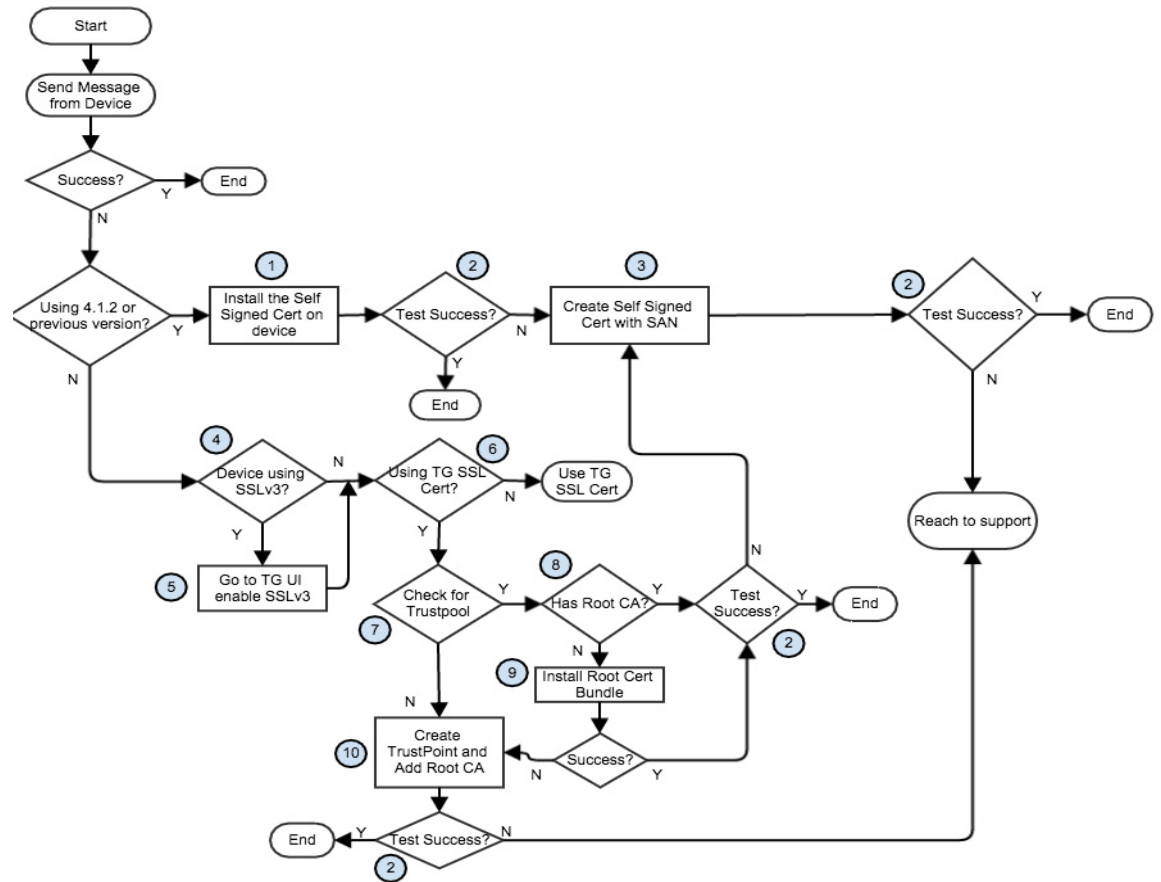 Start
Send Message
from Device
Success?
Y
End
N
Using 4.1.2 or
previous version?
Y
N
1
Install the Self
Signed Cert on
device
2
Test Success?
N
Y
End
3
Create Self Signed
Cert with SAN
2
Test Success?
Y
End
N
Reach to support
4
Device using
SSLv3?
N
Y
5
Go to TG UI
enable SSLv3
6
Using TG SSL
Cert?
N
Use TG
SSL Cert
Y
7
Check for
Trustpool
Y
N
8
Has Root CA?
Y
N
9
Install Root Cert
Bundle
Success?
N
Y
Test
Success?
2
N
Y
End
10
Create
TrustPoint and
Add Root CA
Test Success?
2
Y
End
N